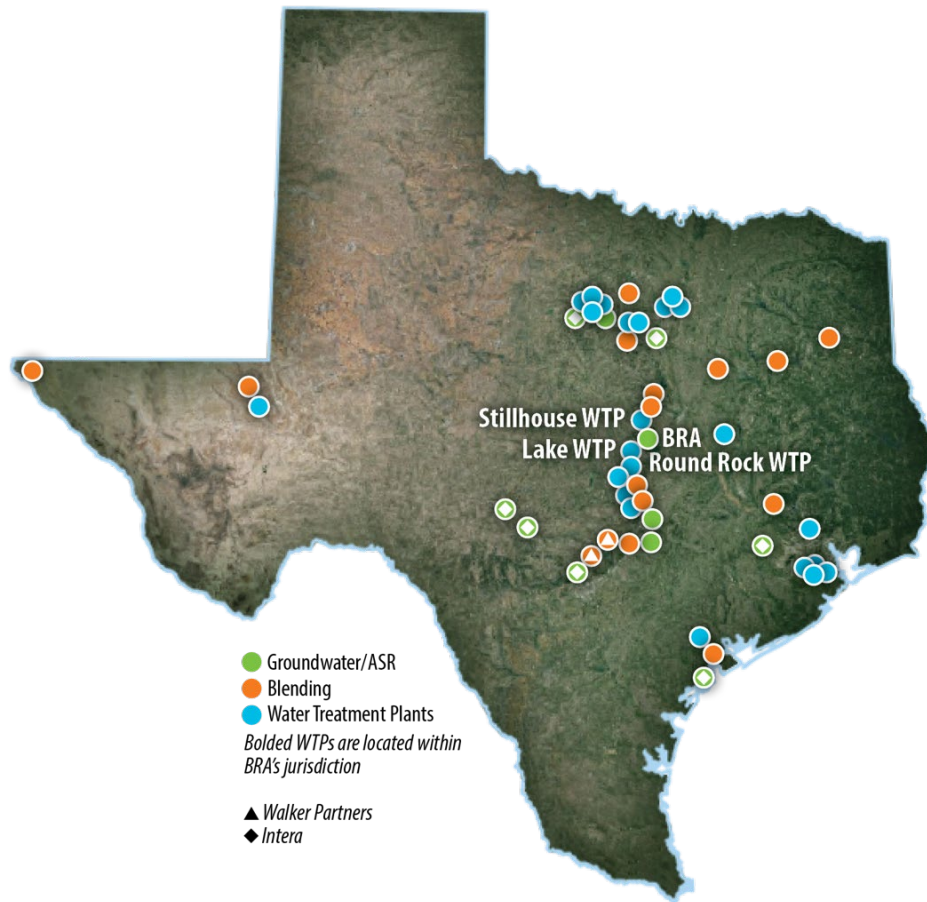 Stillhouse WTP
Lake WTP
BRA
Round Rock WTP
Groundwater/ASR
Blending
Water Treatment Plants
Bolded WTPs are located within
BRA's jurisdiction
Walker Partners
Intera